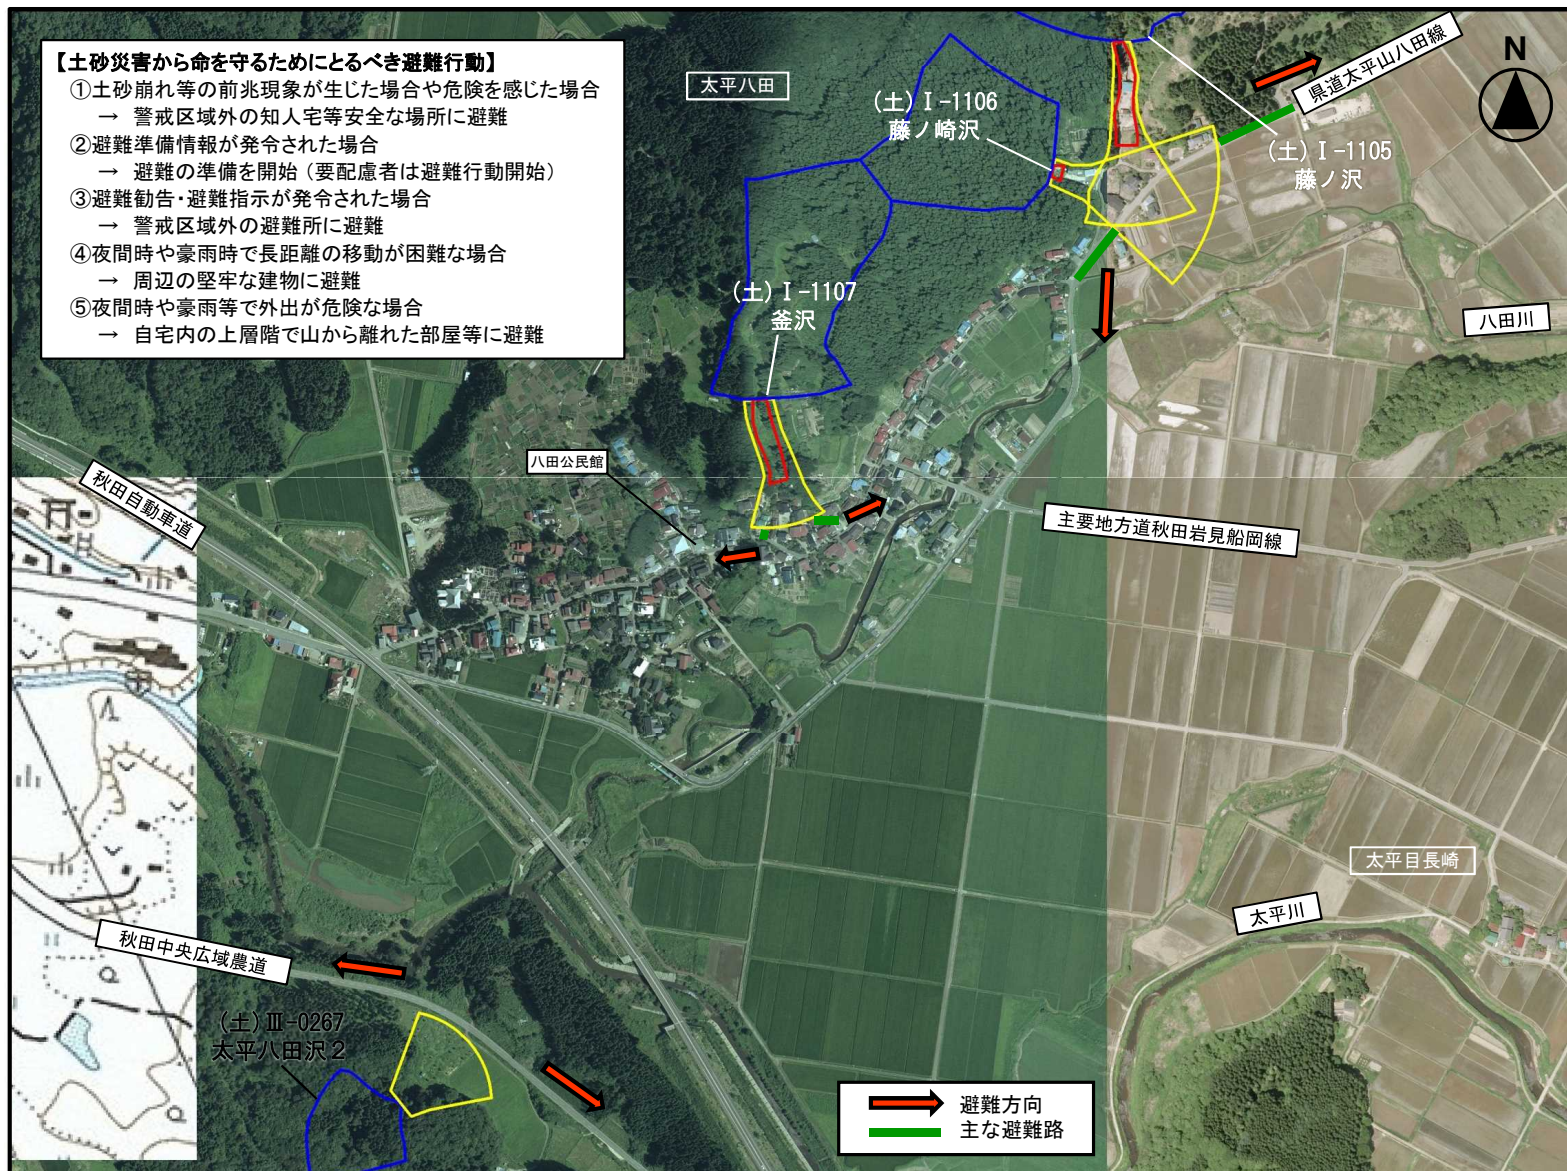 【土砂災害から命を守るためにとるべき避難行動】
①土砂崩れ等の前兆現象が生じた場合や危険を感じた場合
→ 警戒区域外の知人宅等安全な場所に避難
②避難準備情報が発令された場合
→ 避難の準備を開始（要配慮者は避難行動開始）
③避難勧告・避難指示が発令された場合
→ 警戒区域外の避難所に避難
④夜間時や豪雨時で長距離の移動が困難な場合
→ 周辺の堅牢な建物に避難
⑤夜間時や豪雨等で外出が危険な場合
→ 自宅内の上層階で山から離れた部屋等に避難
太平八田
(土)Ⅰ-1106
藤ノ崎沢
県道太平山八田線
N
(土)Ⅰ-1105
藤ノ沢
(土)Ⅰ-1107
釜沢
八田川
八田公民館
秋田自動車道
主要地方道秋田岩見船岡線
太平目長崎
太平川
秋田中央広域農道
(土)Ⅲ-0267
太平八田沢２
避難方向
主な避難路